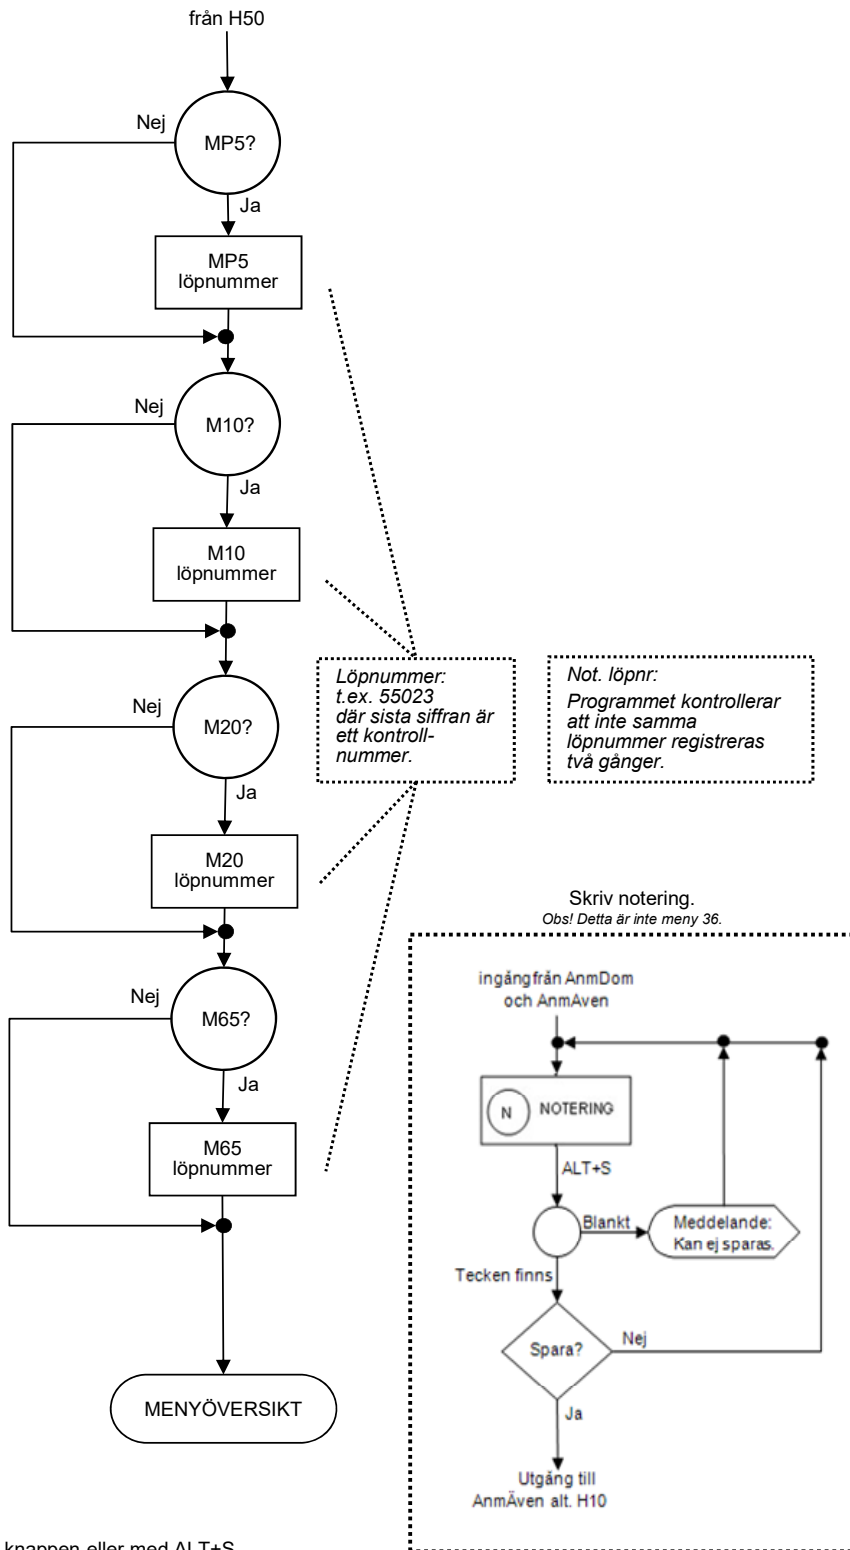 från H50
Nej
MP5?
Ja
MP5
löpnummer
Nej
M10?
Ja
M10
löpnummer
Nej
M20?
Ja
M20
löpnummer
Nej
M65?
Ja
M65
löpnummer
MENYÖVERSIKT
Löpnummer:
t.ex. 55023
där sista siffran är
ett kontroll-
nummer.
Not. löpnr:
Programmet kontrollerar
att inte samma
löpnummer registreras
två gånger.
Skriv notering.
Obs! Detta är inte meny 36.
ingång från AnmDom
och AnmAven
N
NOTERING
ALT+S
Blankt
Meddelande:
Kan ej sparas.
Tecken finns
Spara?
Nej
Ja
Utgång till
AnmÄven alt. H10
knappen eller med ALT+S